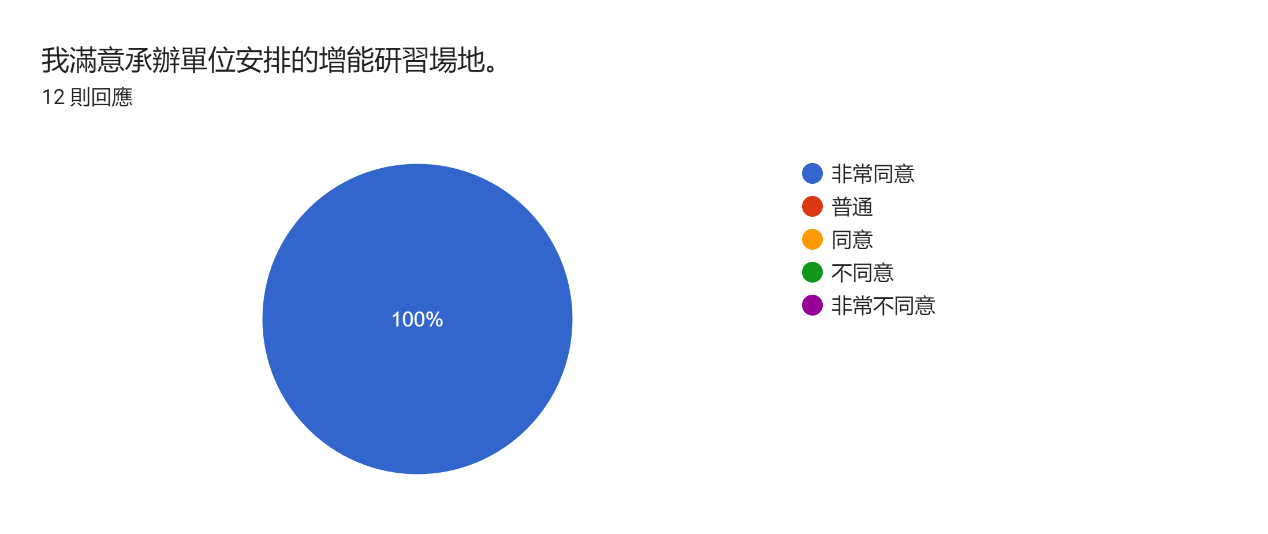 我滿意承辦單位安排的增能研習場地。
12 則回應
100%
非常同意
普通
同意
不同意
非常不同意